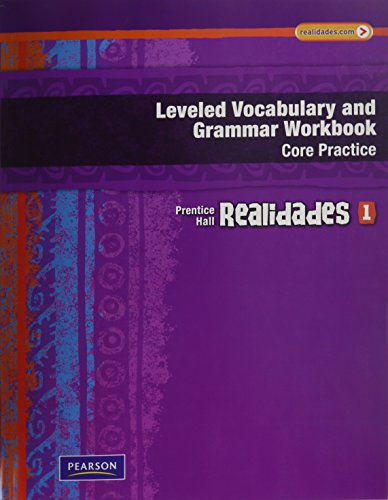 realidades.com
Leveled Vocabulary and
Grammar Workbook
Core Practice
Prentice
Hall
Realidades 1
PEARSON